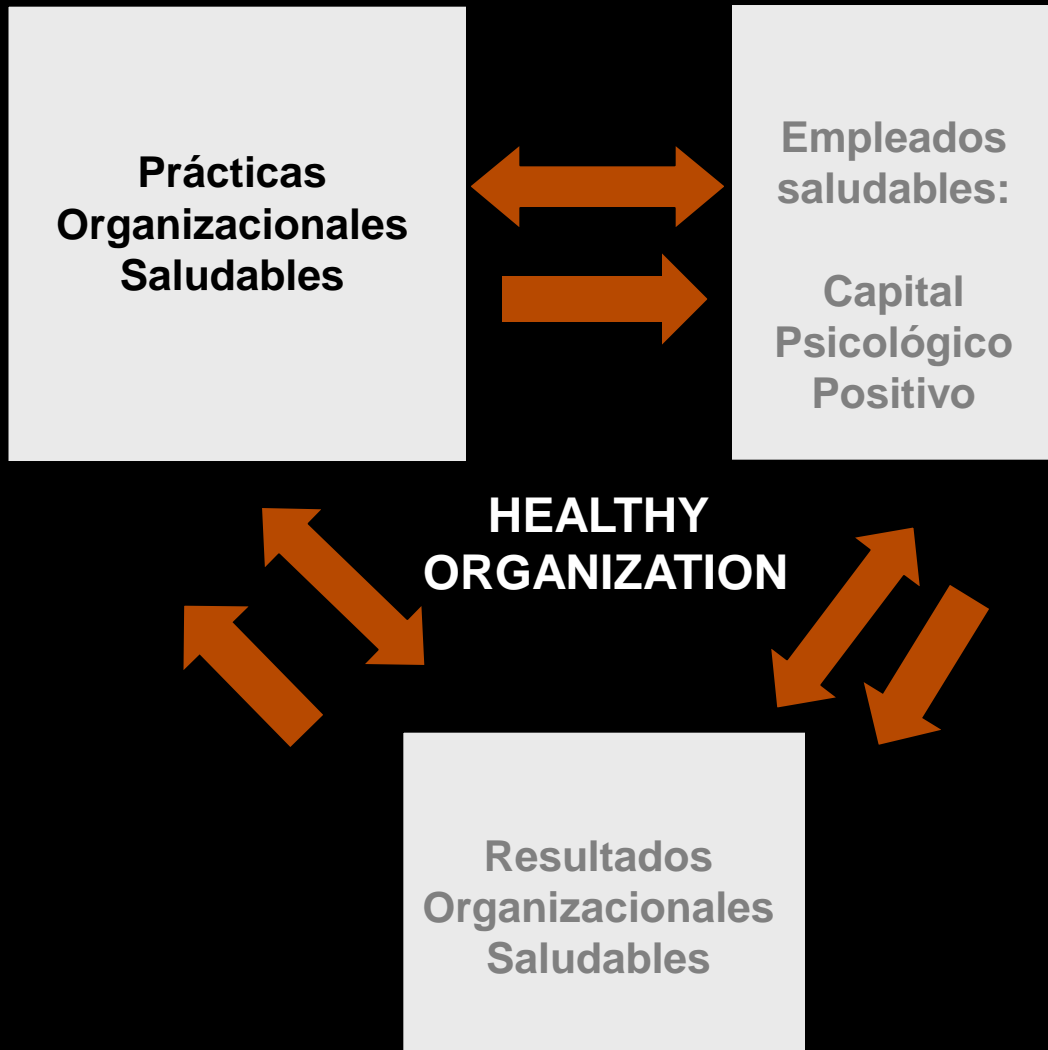 Prácticas
Organizacionales
Saludables
Empleados
saludables:
Capital
Psicológico
Positivo
HEALTHY
ORGANIZATION
Resultados
Organizacionales
Saludables